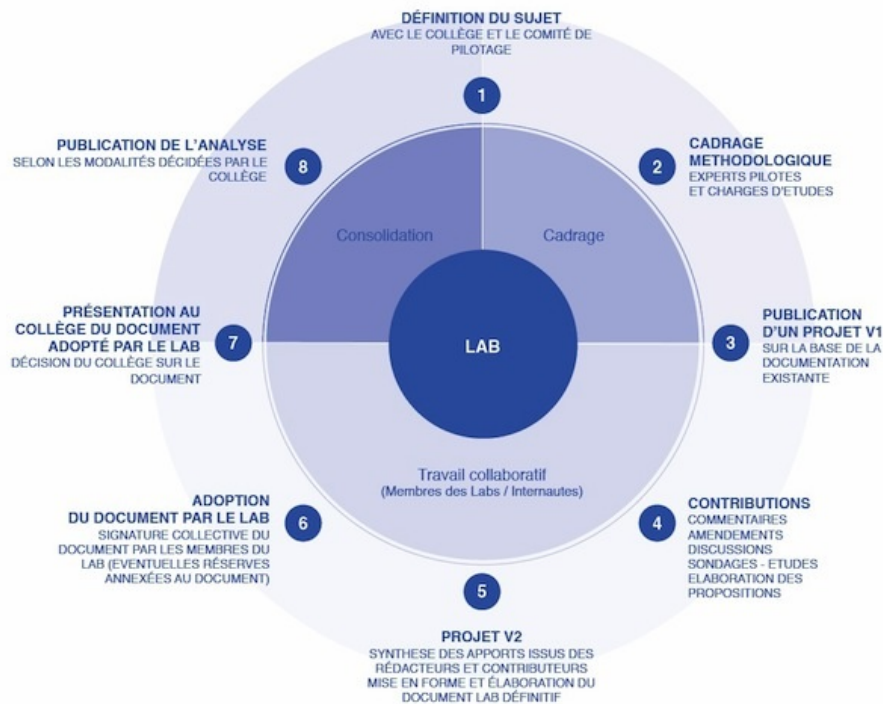 DÉFINITION DU SUJET
AVEC LE COLLÈGE ET LE COMITÉ DE
PILOTAGE
1
2
CADRAGE
METHODOLOGIQUE
EXPERTS PILOTES
ET CHARGES D'ETUDES
3
PUBLICATION
D'UN PROJET V1
SUR LA BASE DE LA
DOCUMENTATION
EXISTANTE
4
CONTRIBUTIONS
COMMENTAIRES
AMENDEMENTS
DISCUSSIONS
SONDAGES - ETUDES
ELABORATION DES
PROPOSITIONS
5
PROJET V2
SYNTHESE DES APPORTS ISSUS DES
RÉDACTEURS ET CONTRIBUTEURS
MISE EN FORME ET ÉLABORATION DU
DOCUMENT LAB DÉFINITIF
6
ADOPTION
DU DOCUMENT PAR LE LAB
SIGNATURE COLLECTIVE DU
DOCUMENT PAR LES MEMBRES DU
LAB (EVENTUELLES RÉSERVES
ANNEXÉES AU DOCUMENT)
7
PRÉSENTATION AU
COLLÈGE DU DOCUMENT
ADOPTÉ PAR LE LAB
DÉCISION DU COLLÈGE SUR LE
DOCUMENT
8
PUBLICATION DE L'ANALYSE
SELON LES MODALITÉS DÉCIDÉES PAR LE
COLLÈGE
Consolidation
Cadrage
LAB
Travail collaboratif
(Membres des Labs / Internautes)